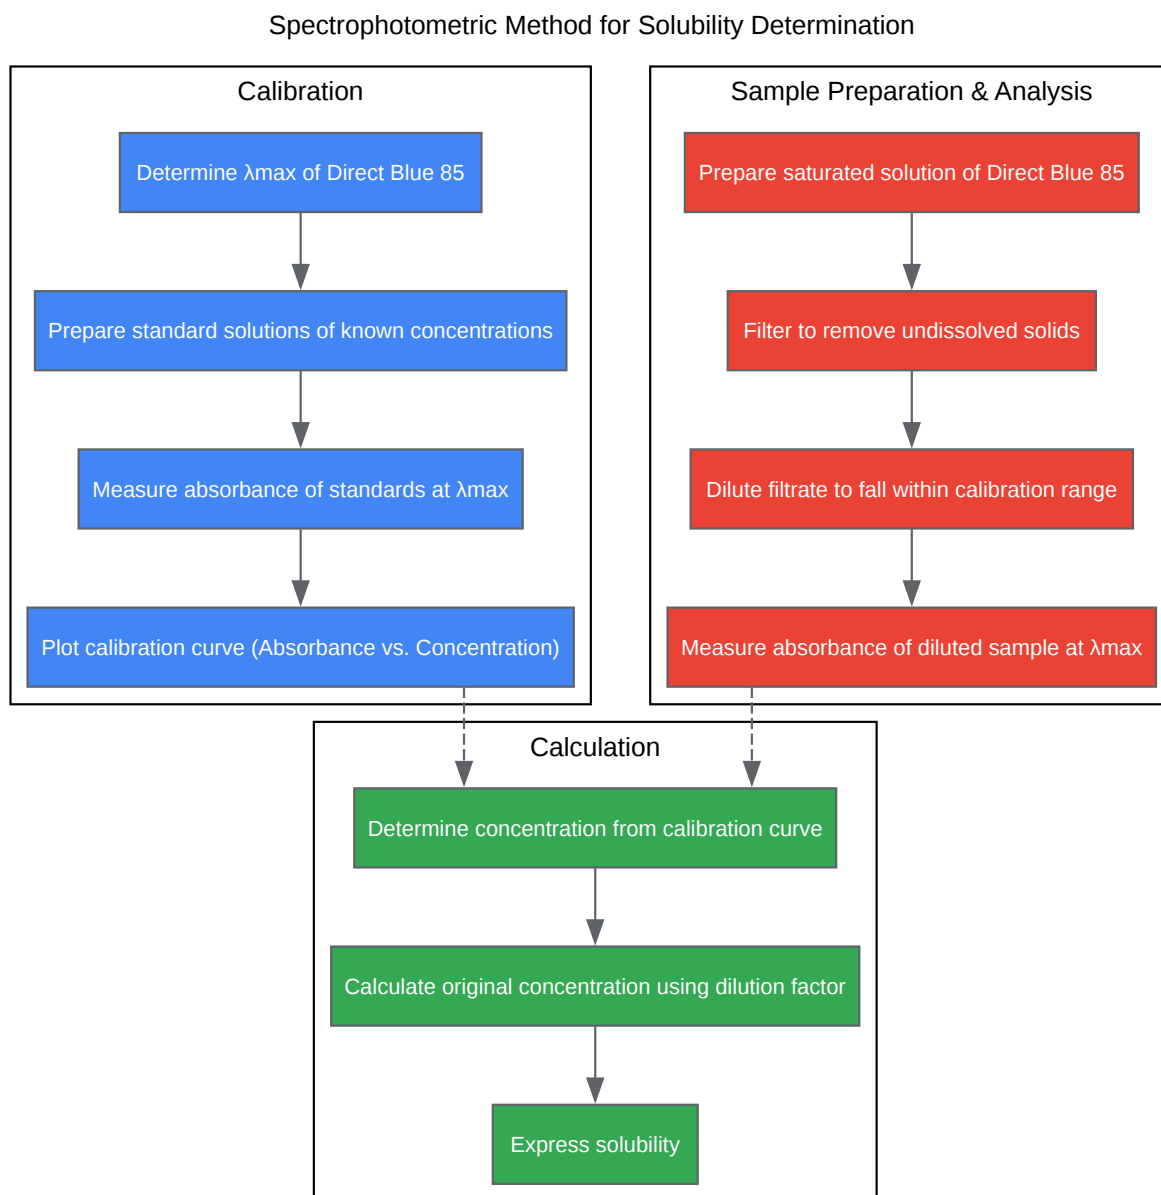 Spectrophotometric Method for Solubility Determination
Calibration
Determine λmax of Direct Blue 85
Prepare standard solutions of known concentrations
Measure absorbance of standards at λmax
Plot calibration curve (Absorbance vs. Concentration)
Sample Preparation & Analysis
Prepare saturated solution of Direct Blue 85
Filter to remove undissolved solids
Dilute filtrate to fall within calibration range
Measure absorbance of diluted sample at λmax
Calculation
Determine concentration from calibration curve
Calculate original concentration using dilution factor
Express solubility